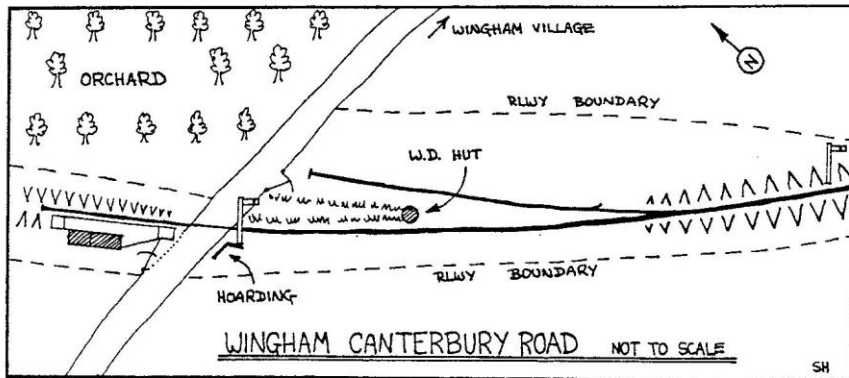 WINGHAM VILLAGE
N
ORCHARD
RLWY BOUNDARY
W.D. HUT
RLWY BOUNDARY
HOARDING
WINGHAM CANTERBURY ROAD NOT TO SCALE
SH